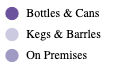 Bottles & Cans
Kegs & Barrles
On Premises